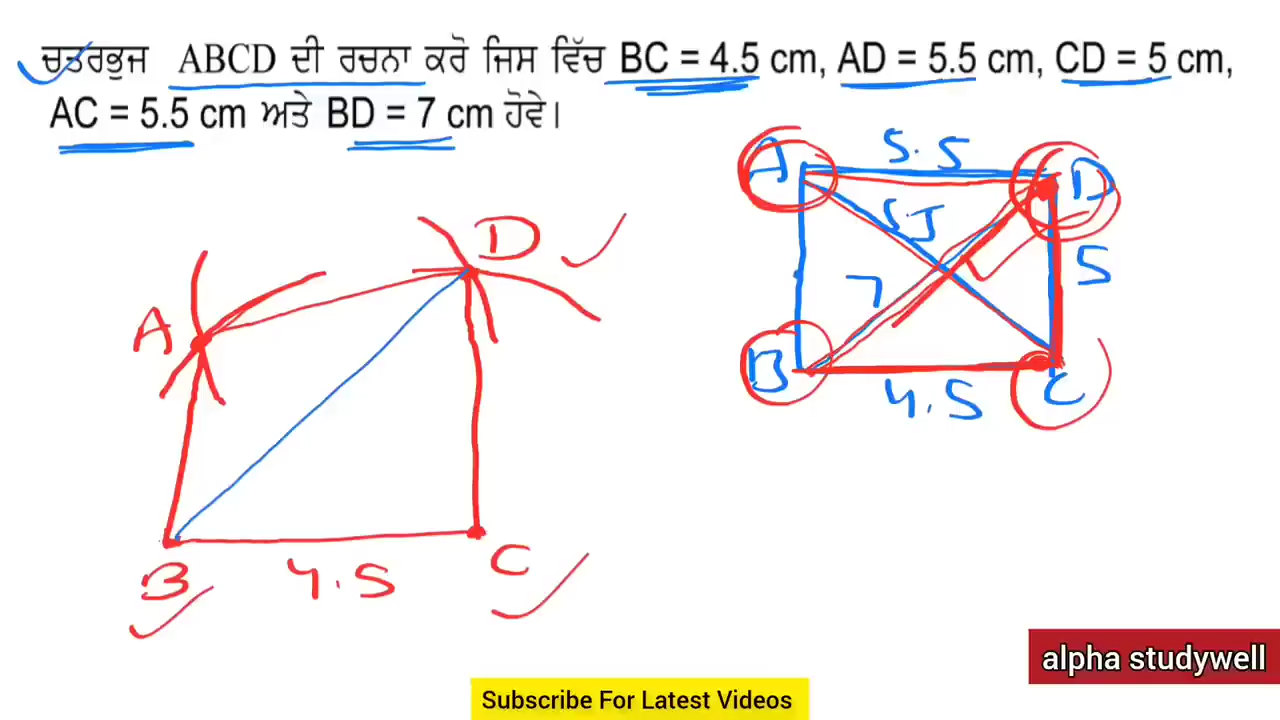 ਚਤਰਭੁਜ ABCD ਦੀ ਰਚਨਾ ਕਰੋ ਜਿਸ ਵਿੱਚ BC = 4.5 cm, AD = 5.5 cm, CD = 5 cm,
AC = 5.5 cm ਅਤੇ BD = 7 cm ਹੋਵੇ।
A 5.5 D
5.5
7 5
B 4.5 C
D
A
B 4.5 C
alpha studywell
Subscribe For Latest Videos